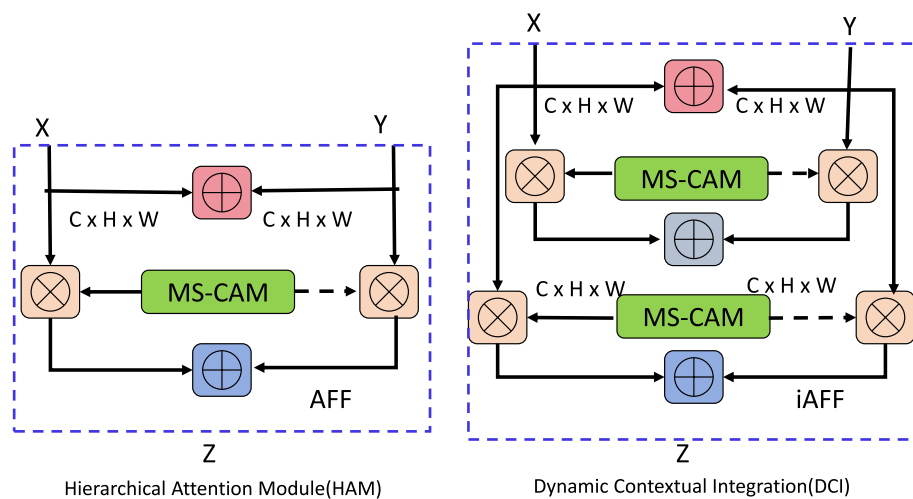 X
Y
C x H x W
C x H x W
MS-CAM
AFF
Z
Hierarchical Attention Module(HAM)
X
Y
C x H x W
C x H x W
MS-CAM
C x H x W
C x H x W
MS-CAM
iAFF
Z
Dynamic Contextual Integration(DCI)